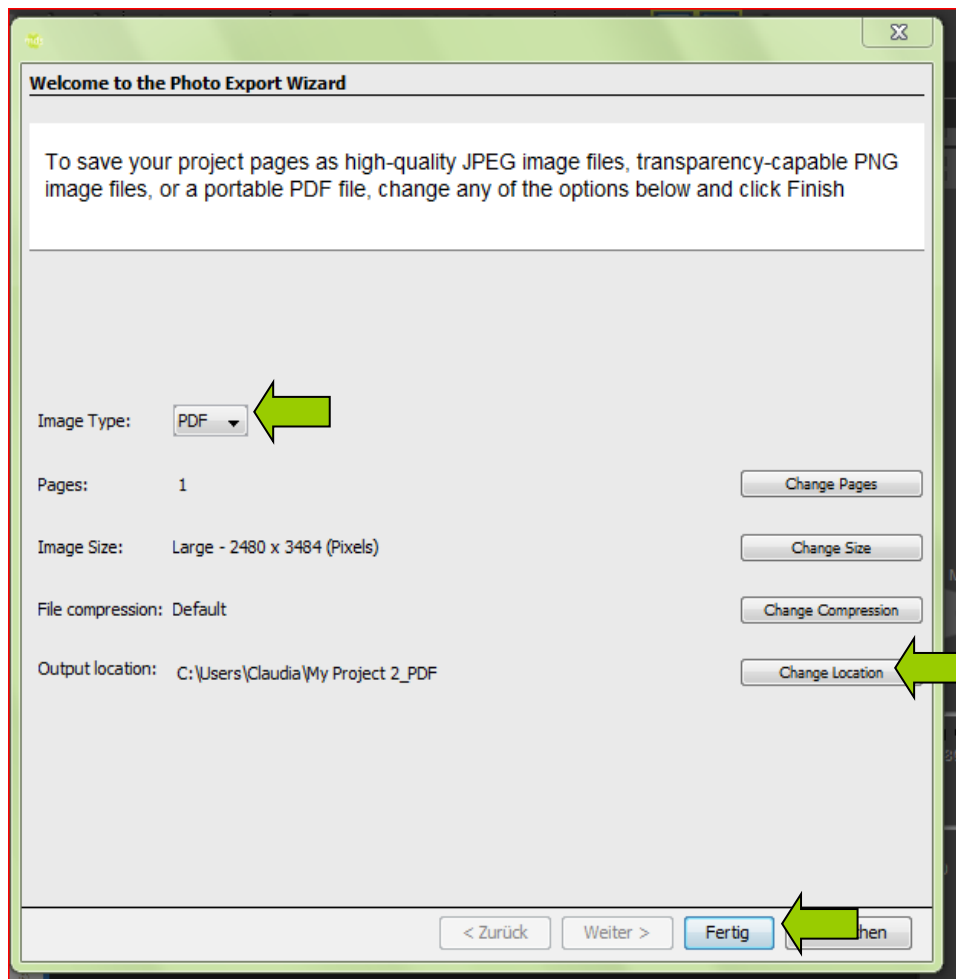 Welcome to the Photo Export Wizard
To save your project pages as high-quality JPEG image files, transparency-capable PNG
image files, or a portable PDF file, change any of the options below and click Finish
Image Type: PDF
Pages: 1 Change Pages
Image Size: Large - 2480 x 3484 (Pixels) Change Size
File compression: Default Change Compression
Output location: C:\Users\Claudia\My Project 2_PDF Change Location
< Zurück Weiter > Fertig